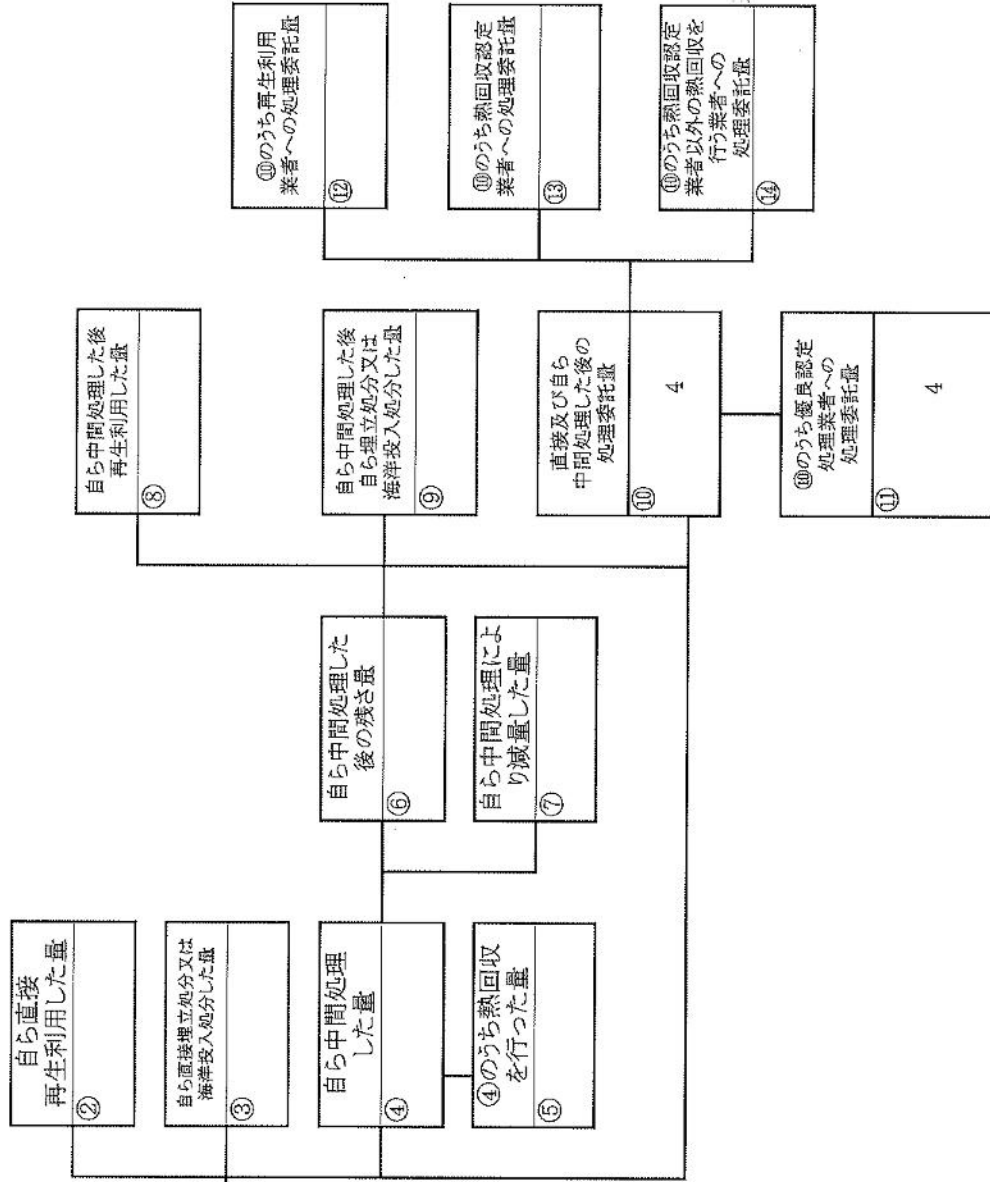 自ら直接
再生利用した量
②
自ら直接埋立処分又は
海洋投入処分した量
③
自ら中間処理
した量
④
④のうち熱回収
を行った量
⑤
自ら中間処理した
後の残さ量
⑥
自ら中間処理によ
り減量した量
⑦
自ら中間処理した後
再生利用した量
⑧
自ら中間処理した後
自ら埋立処分又は
海洋投入処分した量
⑨
直接及び自ら
中間処理した後の
処理委託量
⑩
4
⑩のうち優良認定
処理業者への
処理委託量
⑪
4
⑩のうち再生利用
業者への処理委託量
⑫
⑩のうち熱回収認定
業者への処理委託量
⑬
⑩のうち熱回収認定
業者以外の熱回収を
行う業者への
処理委託量
⑭